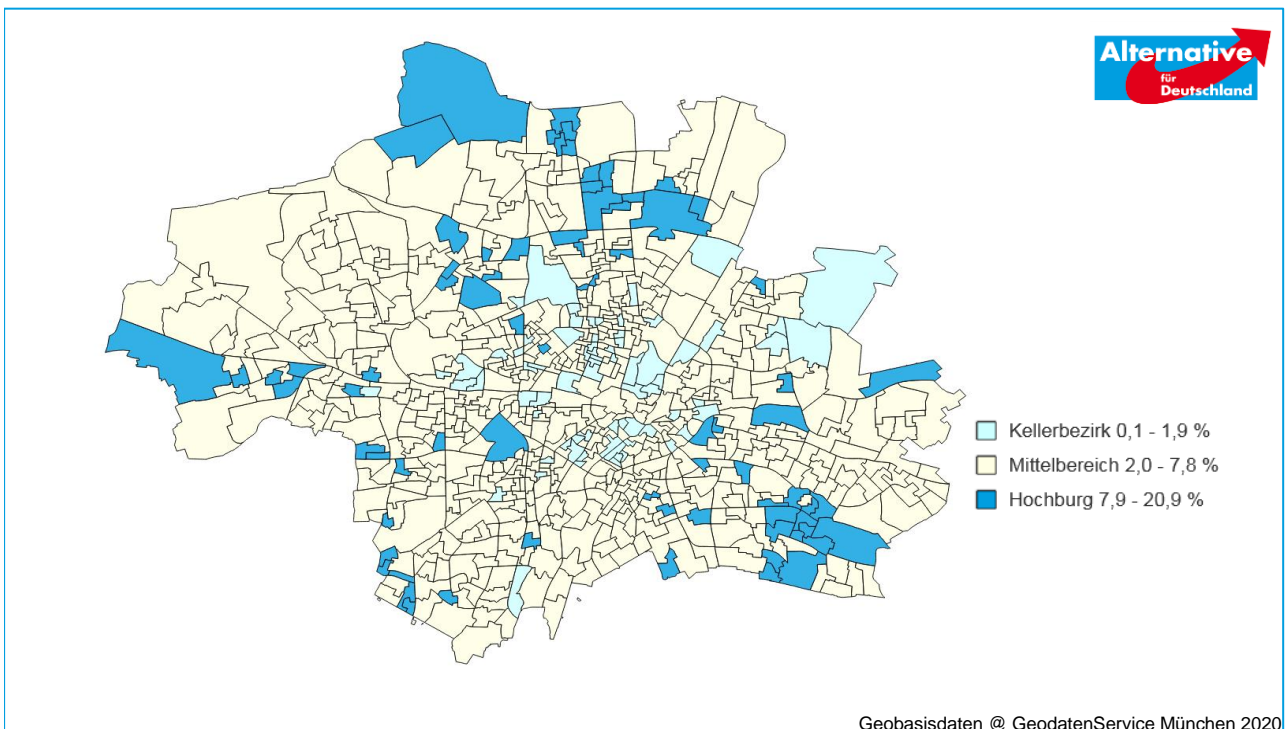 Alternative
für
Deutschland
Kellerbezirk 0,1 - 1,9 %
Mittelbereich 2,0 - 7,8 %
Hochburg 7,9 - 20,9 %
Geobasisdaten @ GeodatenService München 2020